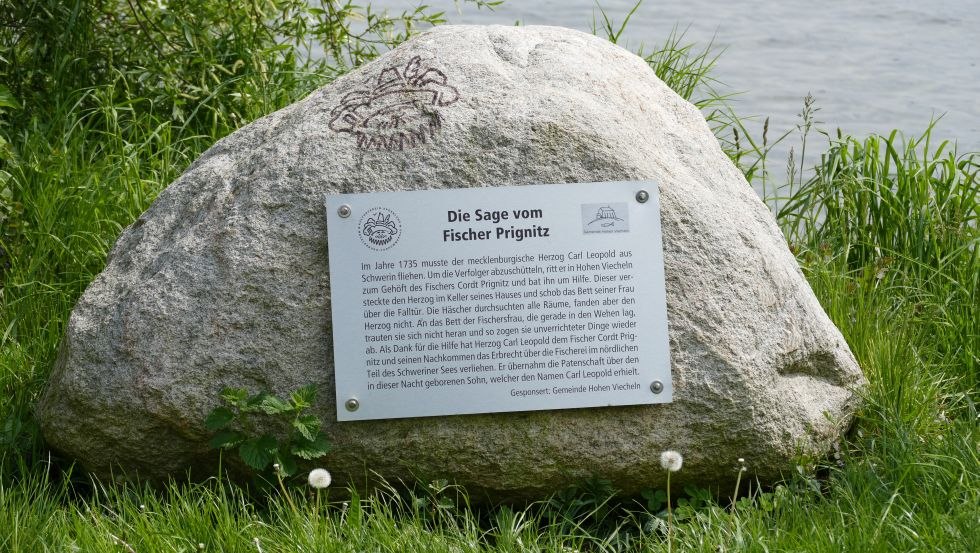 Die Sage vom
Fischer Prignitz
Gemeinde Hohen Viecheln
Im Jahre 1735 musste der mecklenburgische Herzog Carl Leopold aus
Schwerin fliehen. Um die Verfolger abzuschütteln, ritt er in Hohen Viecheln
zum Gehöft des Fischers Cordt Prignitz und bat ihn um Hilfe. Dieser ver-
steckte den Herzog im Keller seines Hauses und schob das Bett seiner Frau
über die Falltür. Die Häscher durchsuchten alle Räume, fanden aber den
Herzog nicht. An das Bett der Fischersfrau, die gerade in den Wehen lag,
trauten sie sich nicht heran und so zogen sie unverrichteter Dinge wieder
ab. Als Dank für die Hilfe hat Herzog Carl Leopold dem Fischer Cordt Prig-
nitz und seinen Nachkommen das Erbrecht über die Fischerei im nördlichen
Teil des Schweriner Sees verliehen. Er übernahm die Patenschaft über den
in dieser Nacht geborenen Sohn, welcher den Namen Carl Leopold erhielt.
Gesponsert: Gemeinde Hohen Viecheln